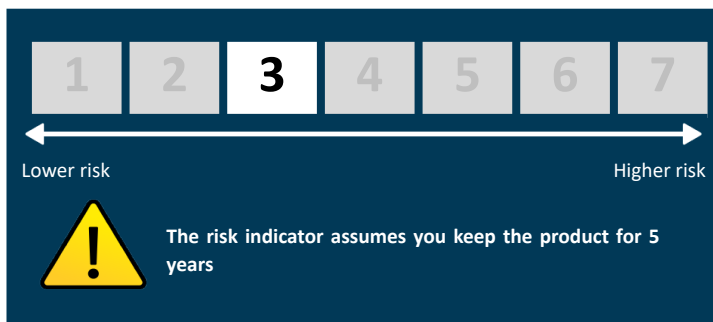 1 2 3 4 5 6 7
Lower risk Higher risk
!
The risk indicator assumes you keep the product for 5
years